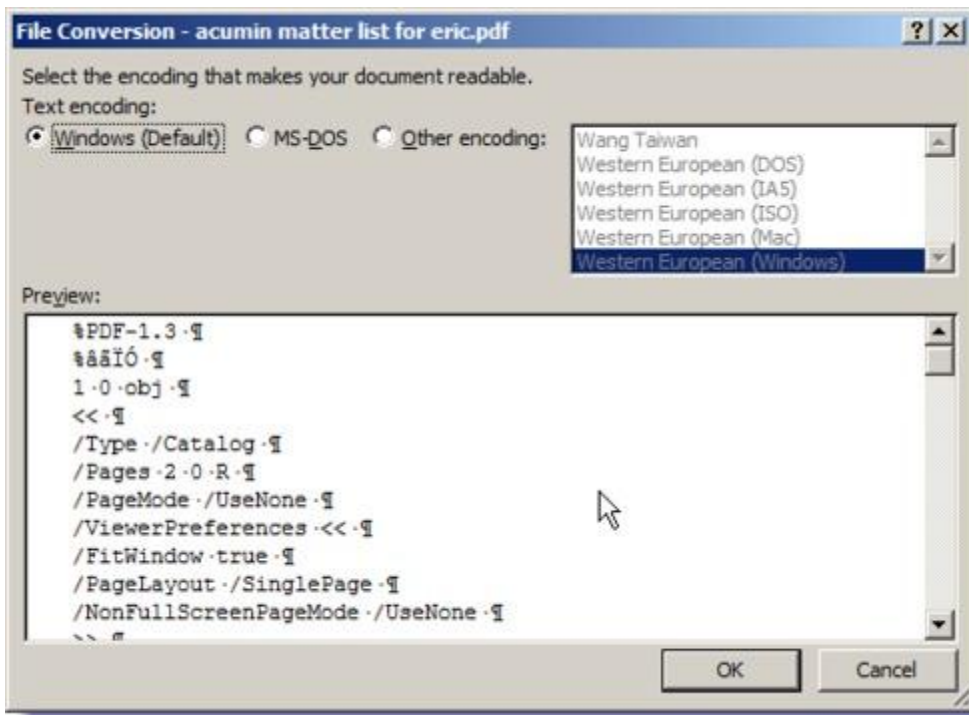 File Conversion - acumin matter list for eric.pdf
Select the encoding that makes your document readable.
Text encoding:
Windows (Default) MS-DOS Other encoding:
Wang Taiwan
Western European (DOS)
Western European (IA5)
Western European (ISO)
Western European (Mac)
Western European (Windows)
Preview:
%PDF-1.3·¶
%âãÏÓ·¶
1·0·obj·¶
<<·¶
/Type·/Catalog·¶
/Pages·2·0·R·¶
/PageMode·/UseNone·¶
/ViewerPreferences·<<·¶
/FitWindow·true·¶
/PageLayout·/SinglePage·¶
/NonFullScreenPageMode·/UseNone·¶
>>·¶
OK Cancel